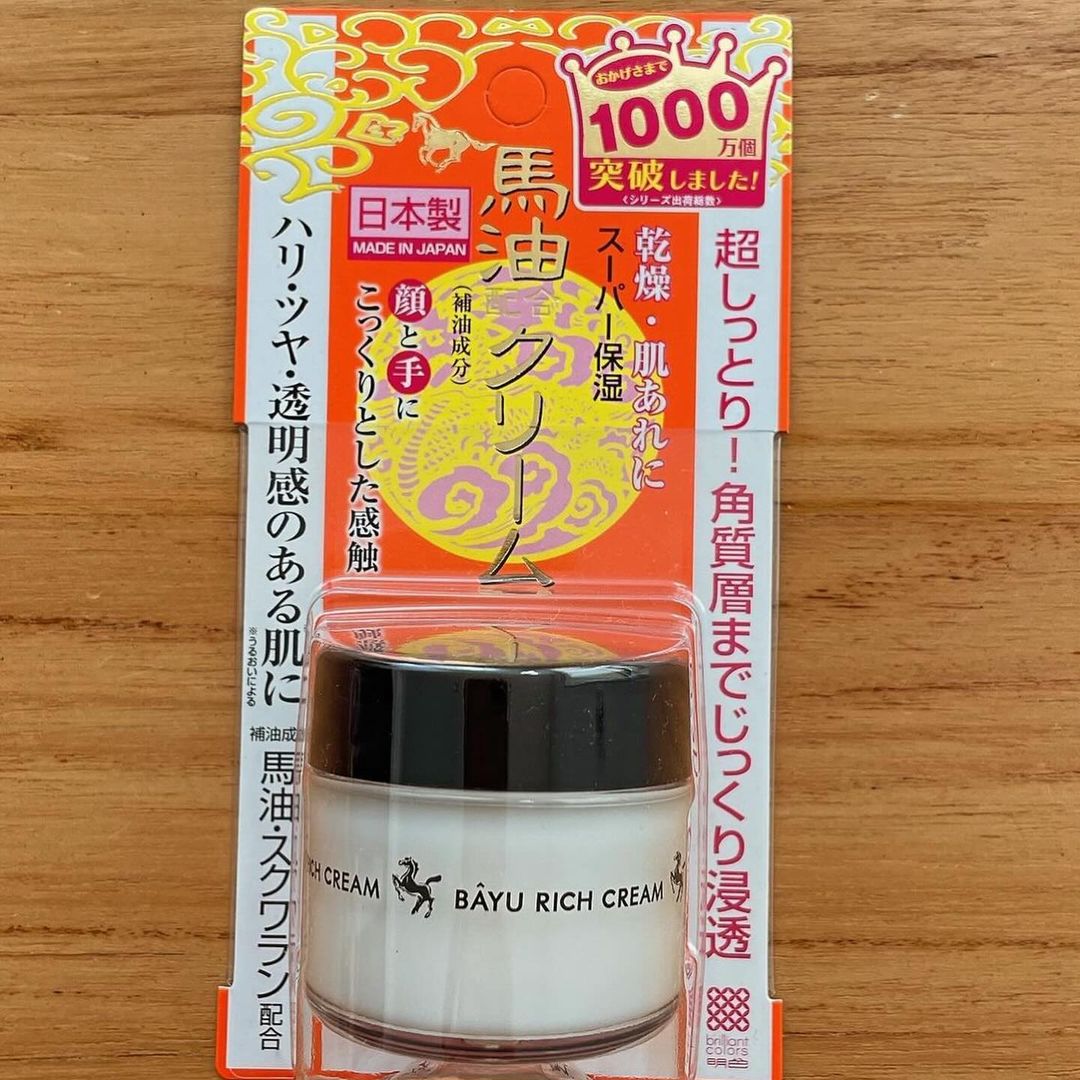 おかげさまで
1000
万個
突破しました!
《シリーズ出荷総数》
超しっとり!角質層までじっくり浸透
乾燥・肌あれに
スーパー保湿
馬油
配合
クリーム
(補油成分)
日本製
MADE IN JAPAN
顔と手に
こっくりとした感触
ハリ・ツヤ・透明感のある肌に
※うるおいによる
補油成
馬油・スクワラン配合
CH CREAM
BÂYU RICH CREAM
brilliant
colors
明色